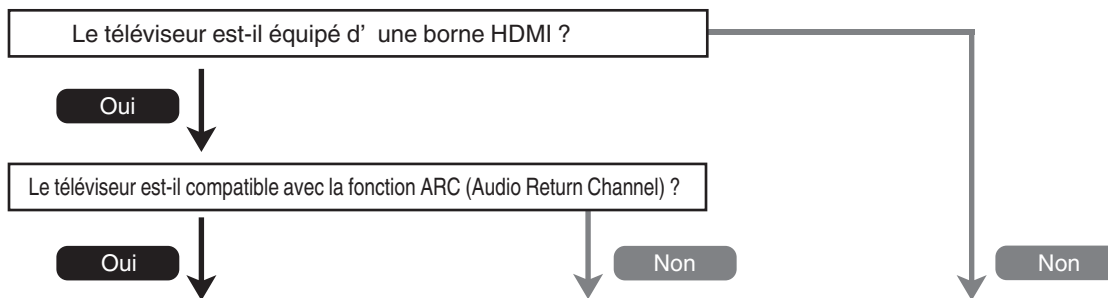 Le téléviseur est-il équipé d' une borne HDMI ?
Oui
Le téléviseur est-il compatible avec la fonction ARC (Audio Return Channel) ?
Oui
Non
Non